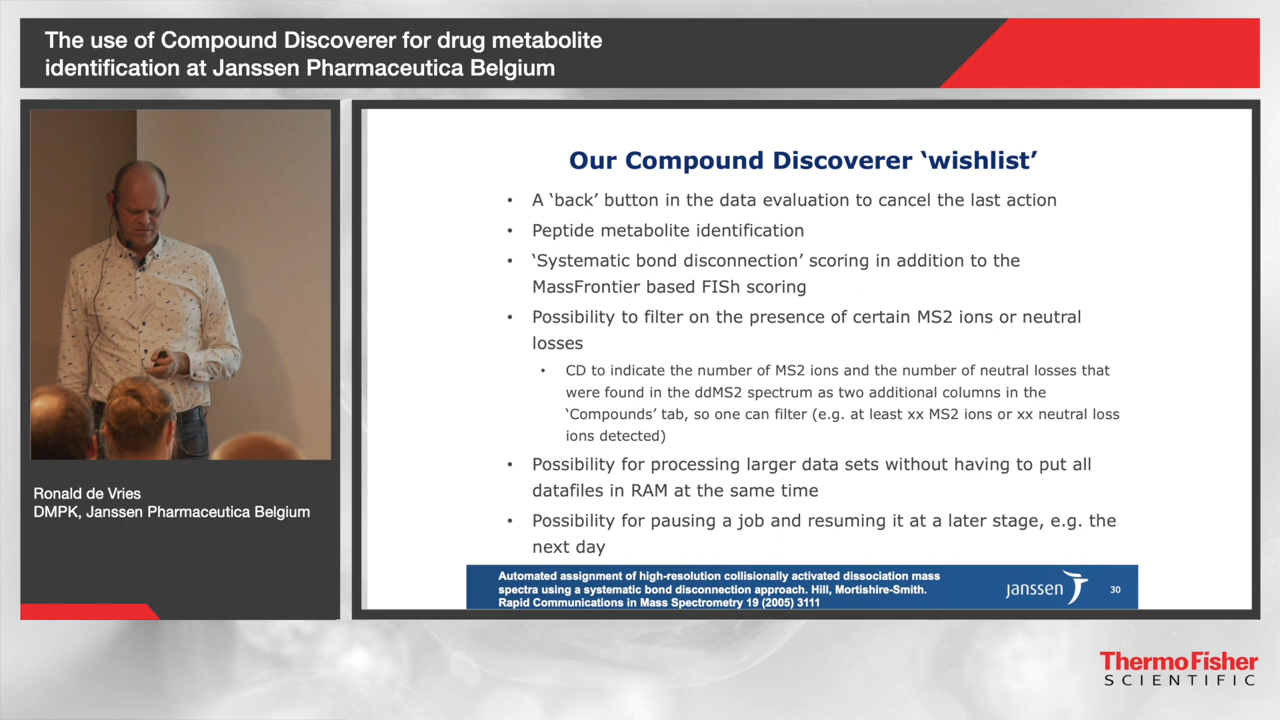 The use of Compound Discoverer for drug metabolite
identification at Janssen Pharmaceutica Belgium
Ronald de Vries
DMPK, Janssen Pharmaceutica Belgium
Our Compound Discoverer ‘wishlist’
• A ‘back’ button in the data evaluation to cancel the last action
• Peptide metabolite identification
• ‘Systematic bond disconnection’ scoring in addition to the
MassFrontier based FISh scoring
• Possibility to filter on the presence of certain MS2 ions or neutral
losses
• CD to indicate the number of MS2 ions and the number of neutral losses that
were found in the ddMS2 spectrum as two additional columns in the
‘Compounds’ tab, so one can filter (e.g. at least xx MS2 ions or xx neutral loss
ions detected)
• Possibility for processing larger data sets without having to put all
datafiles in RAM at the same time
• Possibility for pausing a job and resuming it at a later stage, e.g. the
next day
Automated assignment of high-resolution collisionally activated dissociation mass
spectra using a systematic bond disconnection approach. Hill, Mortishire-Smith.
Rapid Communications in Mass Spectrometry 19 (2005) 3111
janssen
30
ThermoFisher
SCIENTIFIC